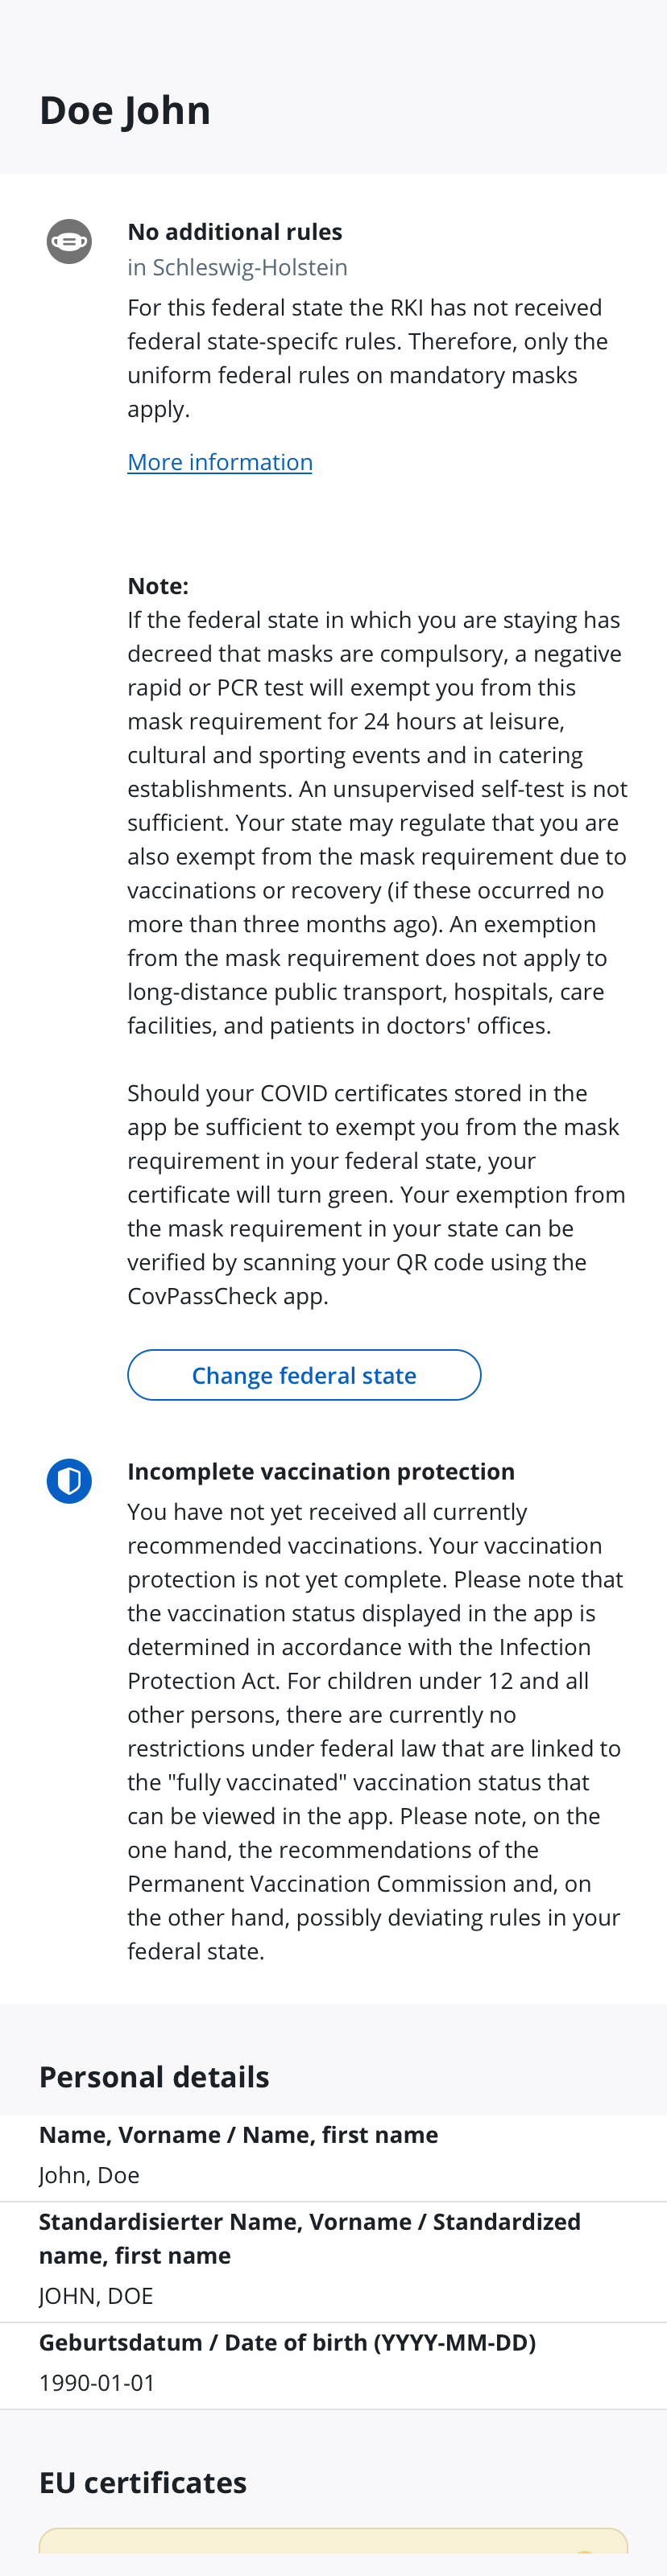 Doe John
No additional rules
in Schleswig-Holstein
For this federal state the RKI has not received
federal state-specifc rules. Therefore, only the
uniform federal rules on mandatory masks
apply.
More information
Note:
If the federal state in which you are staying has
decreed that masks are compulsory, a negative
rapid or PCR test will exempt you from this
mask requirement for 24 hours at leisure,
cultural and sporting events and in catering
establishments. An unsupervised self-test is not
sufficient. Your state may regulate that you are
also exempt from the mask requirement due to
vaccinations or recovery (if these occurred no
more than three months ago). An exemption
from the mask requirement does not apply to
long-distance public transport, hospitals, care
facilities, and patients in doctors' offices.
Should your COVID certificates stored in the
app be sufficient to exempt you from the mask
requirement in your federal state, your
certificate will turn green. Your exemption from
the mask requirement in your state can be
verified by scanning your QR code using the
CovPassCheck app.
Change federal state
Incomplete vaccination protection
You have not yet received all currently
recommended vaccinations. Your vaccination
protection is not yet complete. Please note that
the vaccination status displayed in the app is
determined in accordance with the Infection
Protection Act. For children under 12 and all
other persons, there are currently no
restrictions under federal law that are linked to
the "fully vaccinated" vaccination status that
can be viewed in the app. Please note, on the
one hand, the recommendations of the
Permanent Vaccination Commission and, on
the other hand, possibly deviating rules in your
federal state.
Personal details
Name, Vorname / Name, first name
John, Doe
Standardisierter Name, Vorname / Standardized
name, first name
JOHN, DOE
Geburtsdatum / Date of birth (YYYY-MM-DD)
1990-01-01
EU certificates